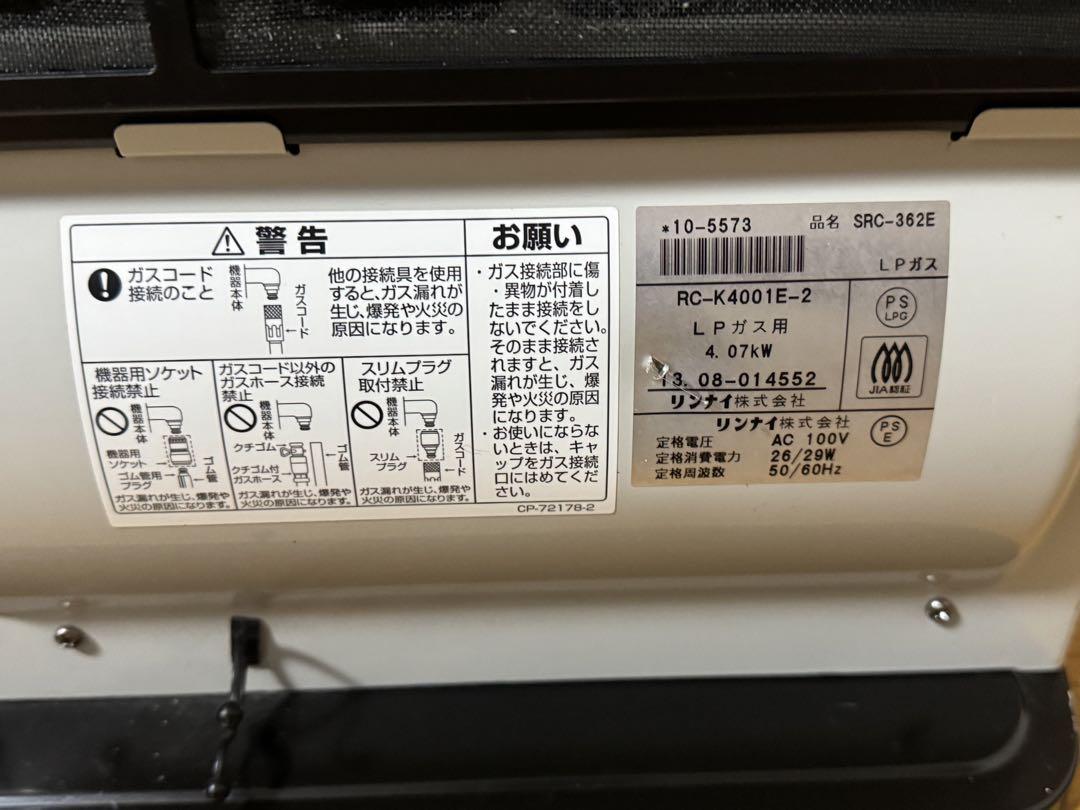 警告
ガスコード
接続のこと
機器本体
ガスコード
他の接続具を使用
すると、ガス漏れが
生じ、爆発や火災の
原因になります。
機器用ソケット
接続禁止
機器本体
機器用
ソケット
ゴム管用
プラグ
ゴム管
ガス漏れが生じ、爆発や
火災の原因になります。
ガスコード以外の
ガスホース接続
禁止
機器本体
クチゴム
クチゴム付
ガスホース
ゴム管
ガス漏れが生じ、爆発や
火災の原因になります。
スリムプラグ
取付禁止
機器本体
スリム
プラグ
ガスコード
ガス漏れが生じ、爆発や
火災の原因になります。
お願い
・ガス接続部に傷
・異物が付着し
たまま接続をし
ないでください。
そのまま接続さ
れますと、ガス
漏れが生じ、爆
発や火災の原因
になります。
・お使いにならな
いときは、キャ
ップをガス接続
口にはめてくだ
さい。
CP-72178-2
*10-5573 品名 SRC-362E
LPガス
RC-K4001E-2
LPガス用
4.07kW
13.08-014552
リンナイ株式会社
PS
LPG
JIA認証
リンナイ株式会社
定格電圧 AC 100V
定格消費電力 26/29W
定格周波数 50/60Hz
PS
E